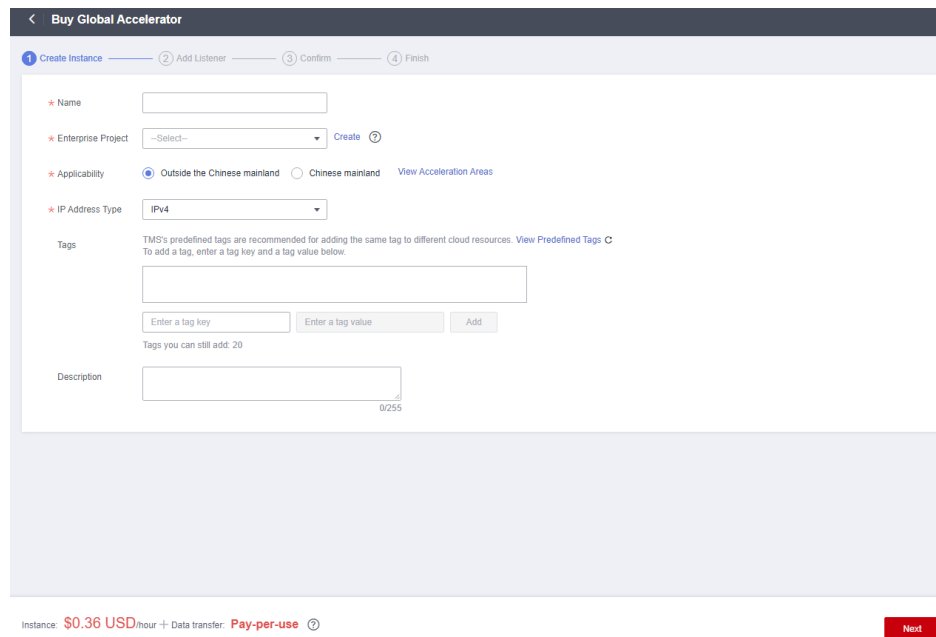 Buy Global Accelerator
1 Create Instance 2 Add Listener 3 Confirm 4 Finish
* Name
* Enterprise Project --Select-- Create ?
* Applicability Outside the Chinese mainland Chinese mainland View Acceleration Areas
* IP Address Type IPv4
Tags TMS's predefined tags are recommended for adding the same tag to different cloud resources. View Predefined Tags
To add a tag, enter a tag key and a tag value below.
Enter a tag key Enter a tag value Add
Tags you can still add: 20
Description
0/255
Instance: $0.36 USD/hour + Data transfer: Pay-per-use ? Next